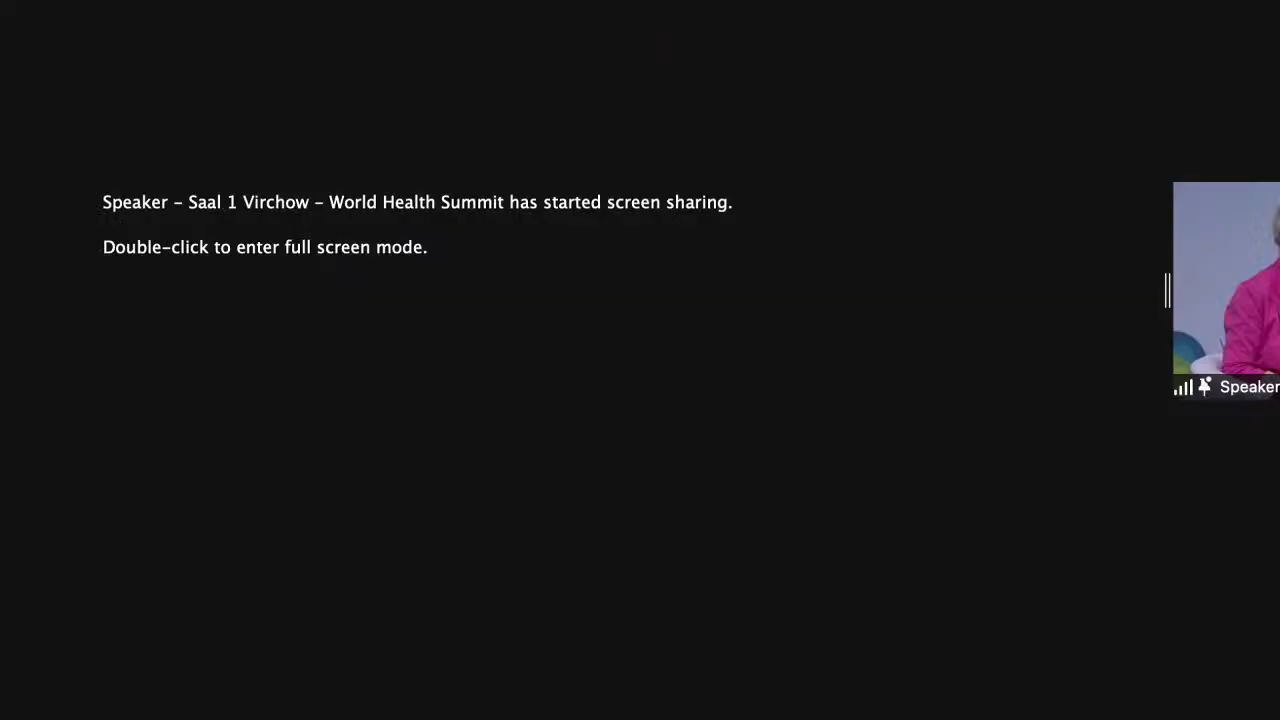 Speaker - Saal 1 Virchow - World Health Summit has started screen sharing.
Double-click to enter full screen mode.
Speaker